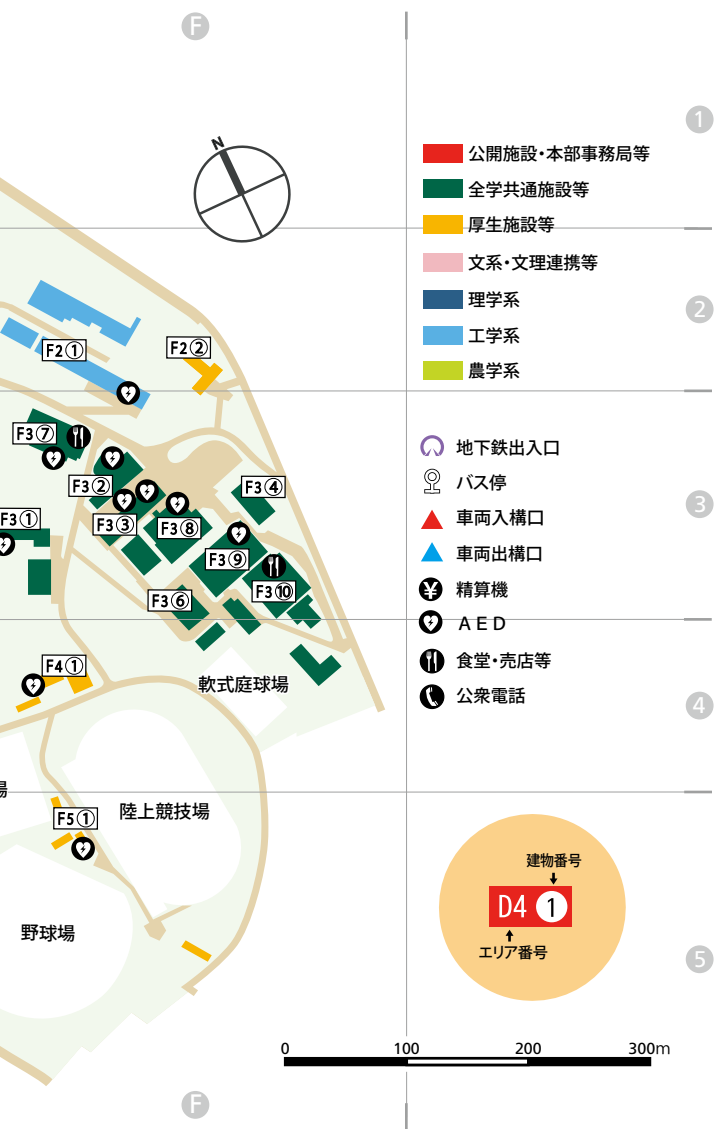 F
1
N
公開施設・本部事務局等
全学共通施設等
厚生施設等
文系・文理連携等
理学系
工学系
農学系
2
F2①
F2②
F3⑦
F3②
F3④
F3①
F3③
F3⑧
F3⑨
F3⑩
F3⑥
地下鉄出入口
バス停
車両入構口
車両出構口
¥ 精算機
AED
食堂・売店等
公衆電話
3
F4①
軟式庭球場
4
場
F5①
陸上競技場
野球場
建物番号
D4 1
エリア番号
5
0 100 200 300m
F